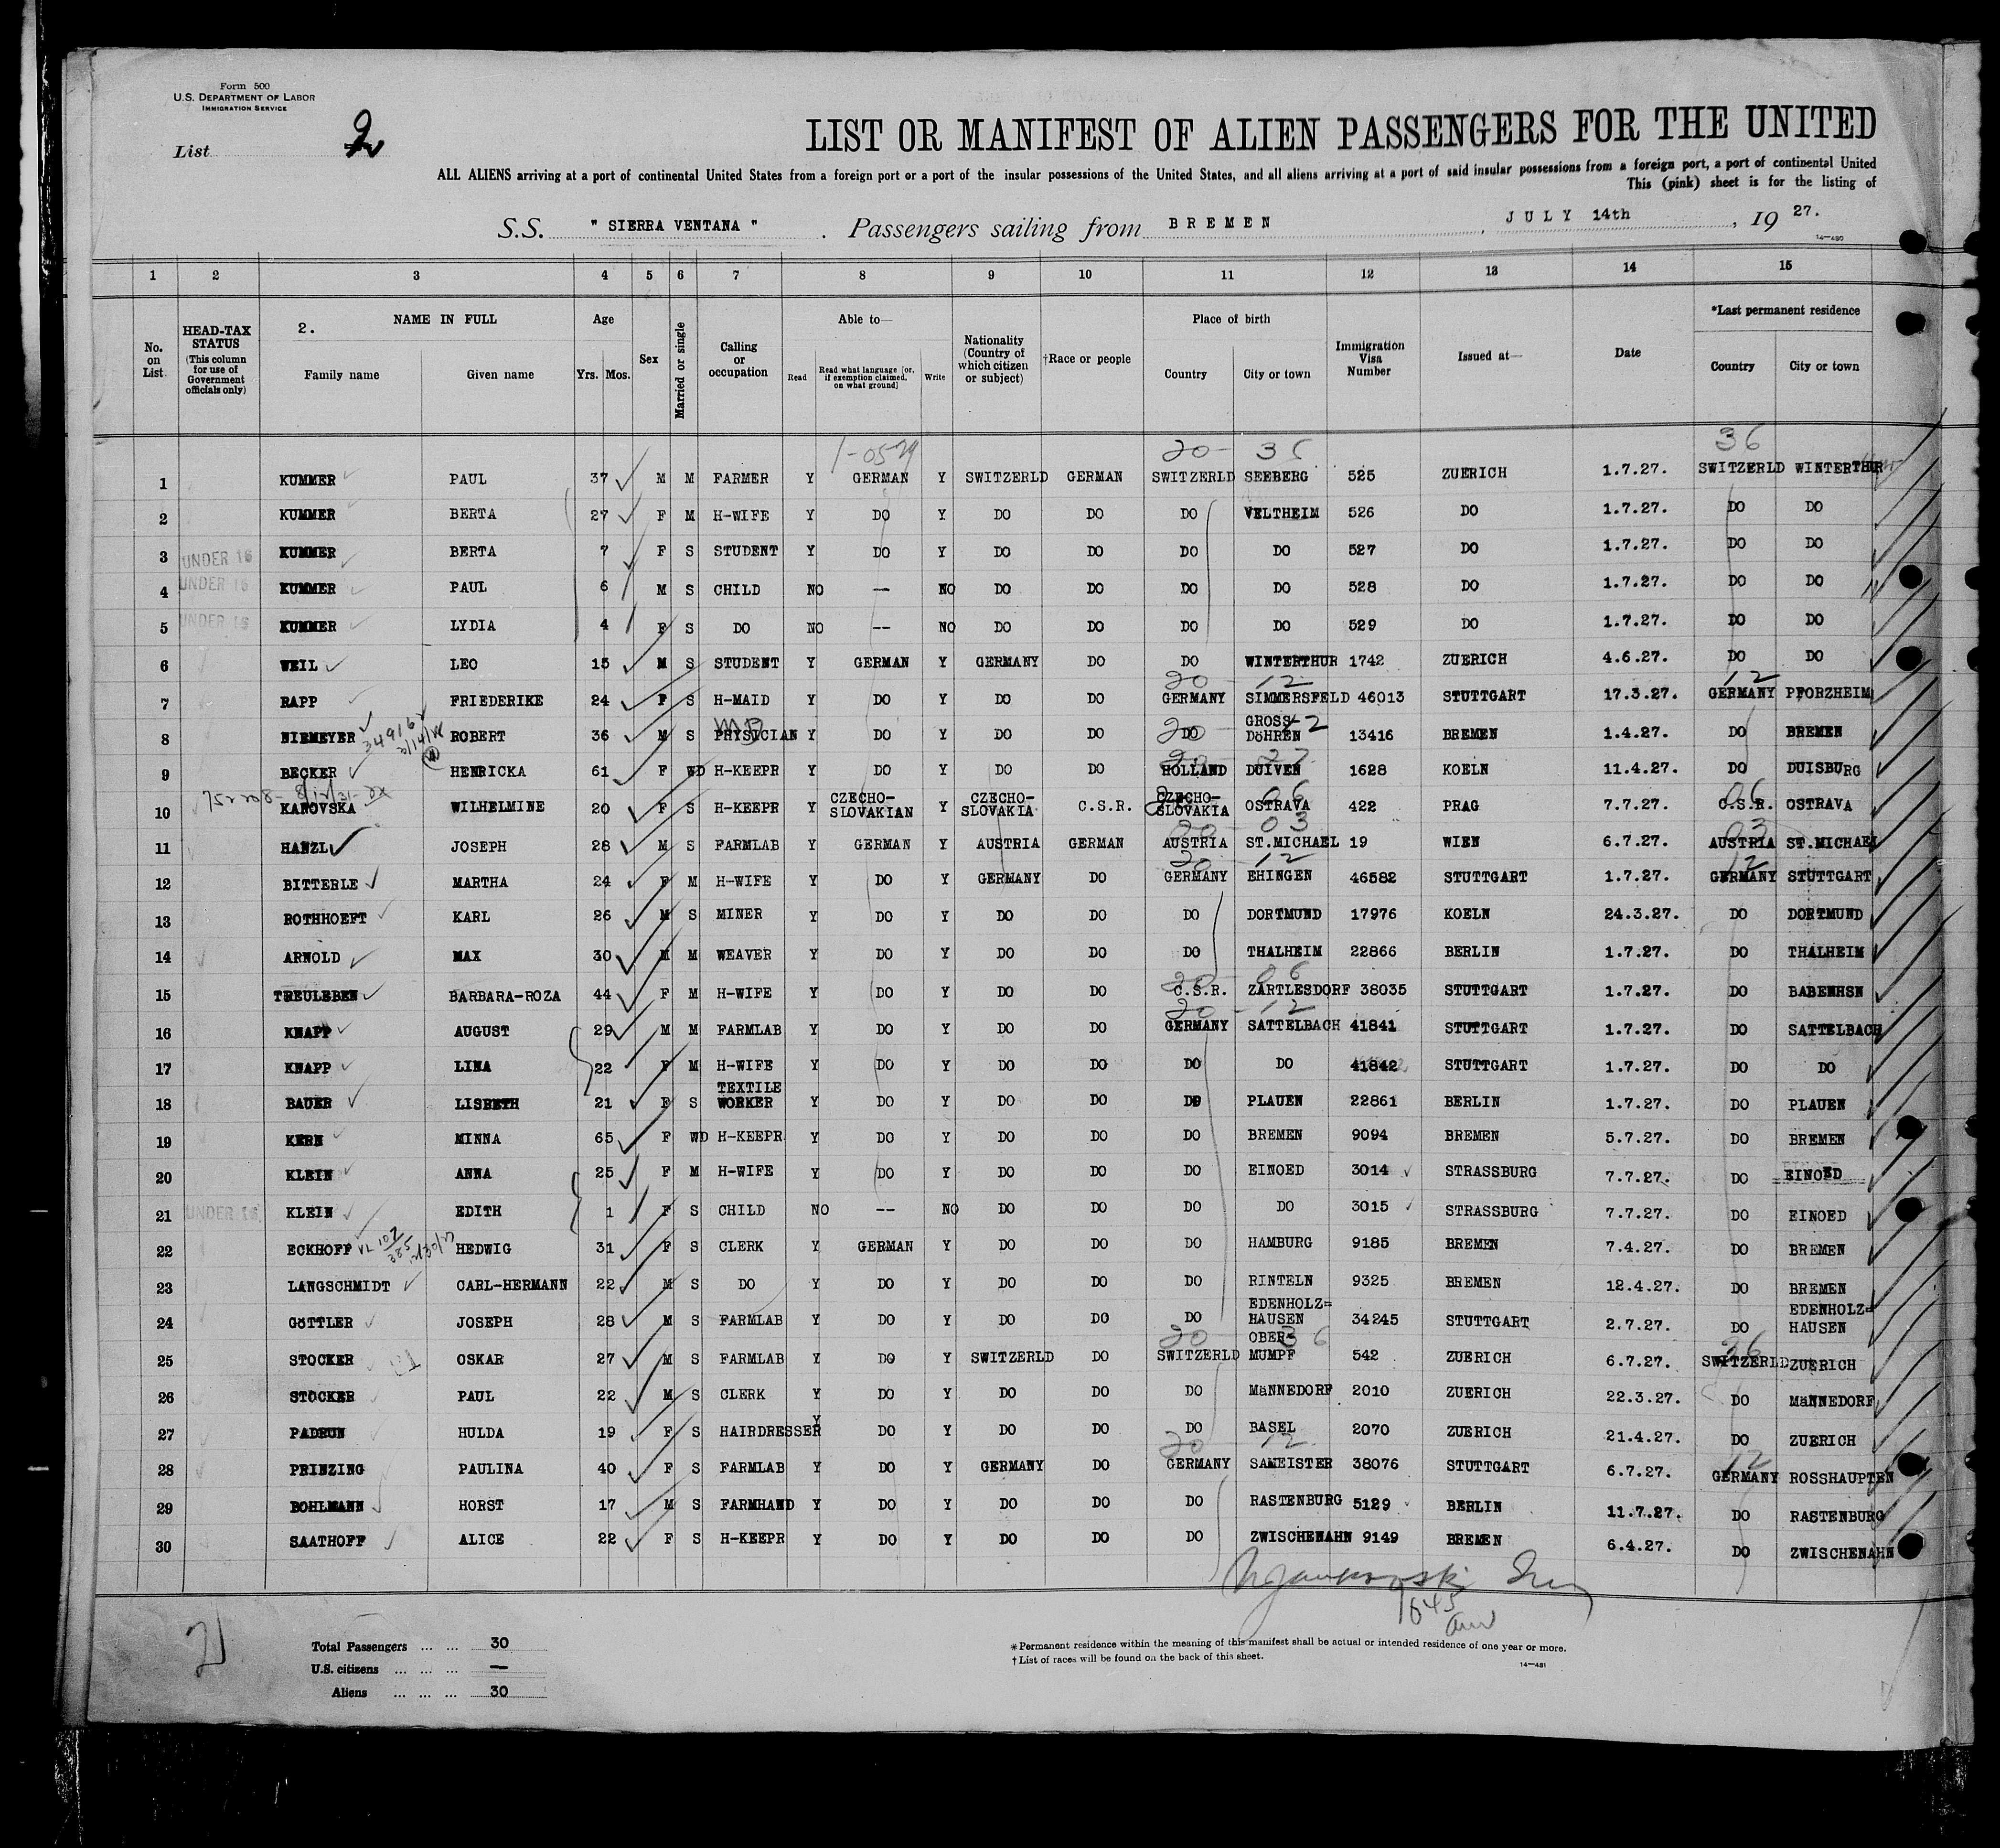 Form 500
U.S. DEPARTMENT OF LABOR
IMMIGRATION SERVICE
List 2
LIST OR MANIFEST OF ALIEN PASSENGERS FOR THE UNITED
ALL ALIENS arriving at a port of continental United States from a foreign port or a port of the insular possessions of the United States, and all aliens arriving at a port of said insular possessions from a foreign port, a port of continental United
This (pink) sheet is for the listing of
S.S. " SIERRA VENTANA " . Passengers sailing from BREMEN , JULY 14th , 19 27.
14—480
1 2 3 4 5 6 7 8 9 10 11 12 13 14 15
No. on List HEAD-TAX STATUS (This column for use of Government officials only) 2. NAME IN FULL Family name Given name Age Yrs. Mos. Sex Married or single Calling or occupation Able to— Read Read what language (or, if exemption claimed, on what ground) Write Nationality (Country of which citizen or subject) †Race or people Place of birth Country City or town Immigration Visa Number Issued at— Date *Last permanent residence Country City or town
20 - 36 36
1 KUMMER PAUL 37 M M FARMER Y GERMAN Y SWITZERLD GERMAN SWITZERLD SEEBERG 525 ZUERICH 1.7.27. SWITZERLD WINTERTHUR
2 KUMMER BERTA 27 F M H-WIFE Y DO Y DO DO DO VELTHEIM 526 DO 1.7.27. DO DO
3 UNDER 16 KUMMER BERTA 7 F S STUDENT Y DO Y DO DO DO DO 527 DO 1.7.27. DO DO
4 UNDER 16 KUMMER PAUL 6 M S CHILD NO -- NO DO DO DO DO 528 DO 1.7.27. DO DO
5 UNDER 16 KUMMER LYDIA 4 F S DO NO -- NO DO DO DO DO 529 DO 1.7.27. DO DO
6 WEIL LEO 15 M S STUDENT Y GERMAN Y GERMANY DO DO WINTERTHUR 1742 ZUERICH 4.6.27. DO DO
20 - 12 12
7 RAPP FRIEDERIKE 24 F S H-MAID Y DO Y DO DO GERMANY SIMMERSFELD 46013 STUTTGART 17.3.27. GERMANY PFORZHEIM
8 NIEMEYER ROBERT 36 M S PHYSICIAN Y DO Y DO DO DO GROSS-DöHREN 13416 BREMEN 1.4.27. DO BREMEN
9 BECKER HENRICKA 61 F WD H-KEEPR Y DO Y DO DO HOLLAND DUIVEN 1628 KOELN 11.4.27. DO DUISBURG
10 KANOVSKA WILHELMINE 20 F S H-KEEPR Y CZECHO-SLOVAKIAN Y CZECHO-SLOVAKIA C.S.R. CZECHO-SLOVAKIA OSTRAVA 422 PRAG 7.7.27. C.S.R. OSTRAVA
20 - 03 03
11 HANZL JOSEPH 28 M S FARMLAB Y GERMAN Y AUSTRIA GERMAN AUSTRIA ST.MICHAEL 19 WIEN 6.7.27. AUSTRIA ST.MICHAEL
20 - 12 12
12 BITTERLE MARTHA 24 F M H-WIFE Y DO Y GERMANY DO GERMANY EHINGEN 46582 STUTTGART 1.7.27. GERMANY STUTTGART
13 ROTHHOEFT KARL 26 M S MINER Y DO Y DO DO DO DORTMUND 17976 KOELN 24.3.27. DO DORTMUND
14 ARNOLD MAX 30 M M WEAVER Y DO Y DO DO DO THALHEIM 22866 BERLIN 1.7.27. DO THALHEIM
20 - 06
15 TREULEBEN BARBARA-ROZA 44 F M H-WIFE Y DO Y DO DO C.S.R. ZARTLESDORF 38035 STUTTGART 1.7.27. DO BABENHSN
20 - 12
16 KNAPP AUGUST 29 M M FARMLAB Y DO Y DO DO GERMANY SATTELBACH 41841 STUTTGART 1.7.27. DO SATTELBACH
17 KNAPP LINA 22 F M H-WIFE Y DO Y DO DO DO DO 41842 STUTTGART 1.7.27. DO DO
18 BAUER LISBETH 21 F S TEXTILE WORKER Y DO Y DO DO DO PLAUEN 22861 BERLIN 1.7.27. DO PLAUEN
19 KERN MINNA 65 F WD H-KEEPR Y DO Y DO DO DO BREMEN 9094 BREMEN 5.7.27. DO BREMEN
20 KLEIN ANNA 25 F M H-WIFE Y DO Y DO DO DO EINOED 3014 STRASSBURG 7.7.27. DO EINOED
21 UNDER 16 KLEIN EDITH 1 F S CHILD NO -- NO DO DO DO DO 3015 STRASSBURG 7.7.27. DO EINOED
22 ECKHOFF HEDWIG 31 F S CLERK Y GERMAN Y DO DO DO HAMBURG 9185 BREMEN 7.4.27. DO BREMEN
23 LANGSCHMIDT CARL-HERMANN 22 M S DO Y DO Y DO DO DO RINTELN 9325 BREMEN 12.4.27. DO BREMEN
24 GöTTLER JOSEPH 28 M S FARMLAB Y DO Y DO DO DO EDENHOLZ=HAUSEN 34245 STUTTGART 2.7.27. DO EDENHOLZ=HAUSEN
20 - 36 36
25 STOCKER OSKAR 27 M S FARMLAB Y DO Y SWITZERLD DO SWITZERLD OBER-MUMPF 542 ZUERICH 6.7.27. SWITZERLD ZUERICH
26 STOCKER PAUL 22 M S CLERK Y DO Y DO DO DO MäNNEDORF 2010 ZUERICH 22.3.27. DO MäNNEDORF
27 PADRUN HULDA 19 F S HAIRDRESSER Y DO Y DO DO DO BASEL 2070 ZUERICH 21.4.27. DO ZUERICH
20 - 12 12
28 PRINZING PAULINA 40 F S FARMLAB Y DO Y GERMANY DO GERMANY SAMEISTER 38076 STUTTGART 6.7.27. GERMANY ROSSHAUPTEN
29 BOHLMANN HORST 17 M S FARMHAND Y DO Y DO DO DO RASTENBURG 5129 BERLIN 11.7.27. DO RASTENBURG
30 SAATHOFF ALICE 22 F S H-KEEPR Y DO Y DO DO DO ZWISCHENAHN 9149 BREMEN 6.4.27. DO ZWISCHENAHN
Total Passengers ... ... 30
U.S. citizens ... ... ... —
Aliens ... ... ... 30
*Permanent residence within the meaning of this manifest shall be actual or intended residence of one year or more.
†List of races will be found on the back of this sheet.
14—481